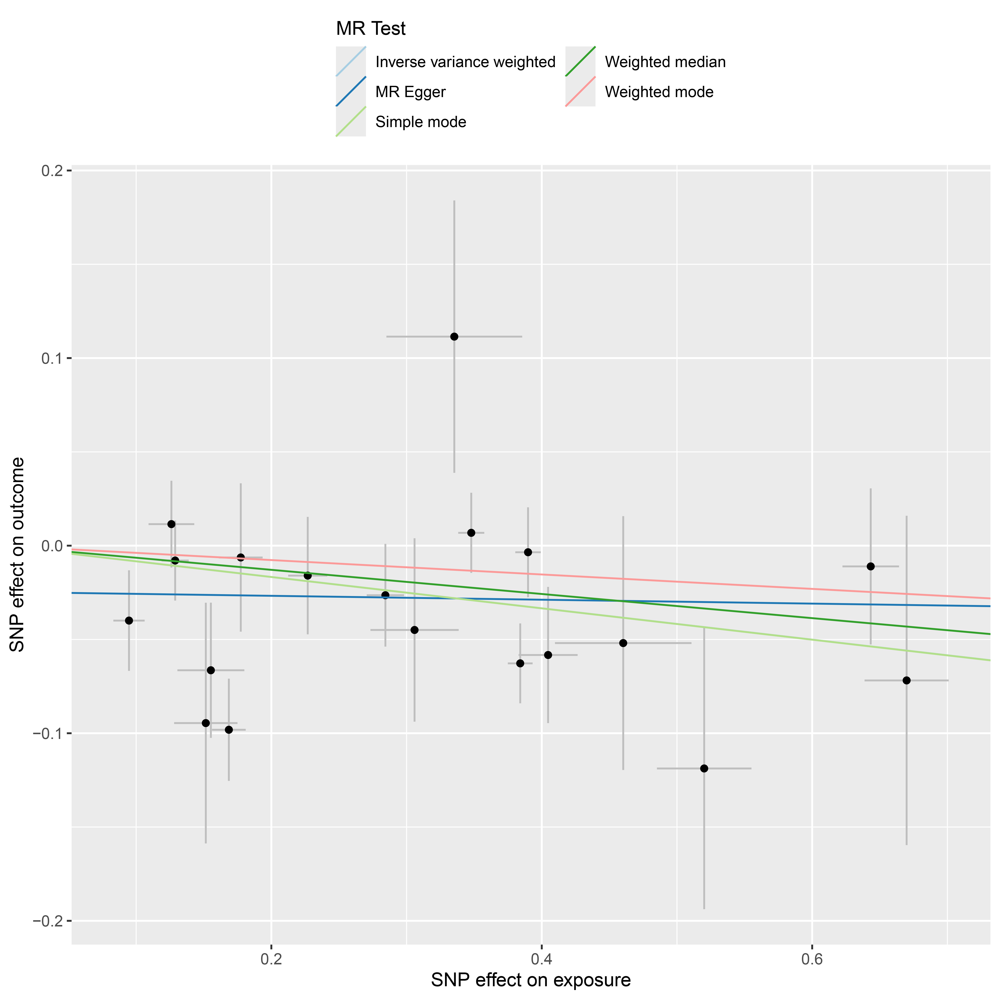 MR Test
Inverse variance weighted
Weighted median
MR Egger
Weighted mode
Simple mode
0.2
0.1
0.0
−0.1
−0.2
SNP effect on outcome
0.2
0.4
0.6
SNP effect on exposure